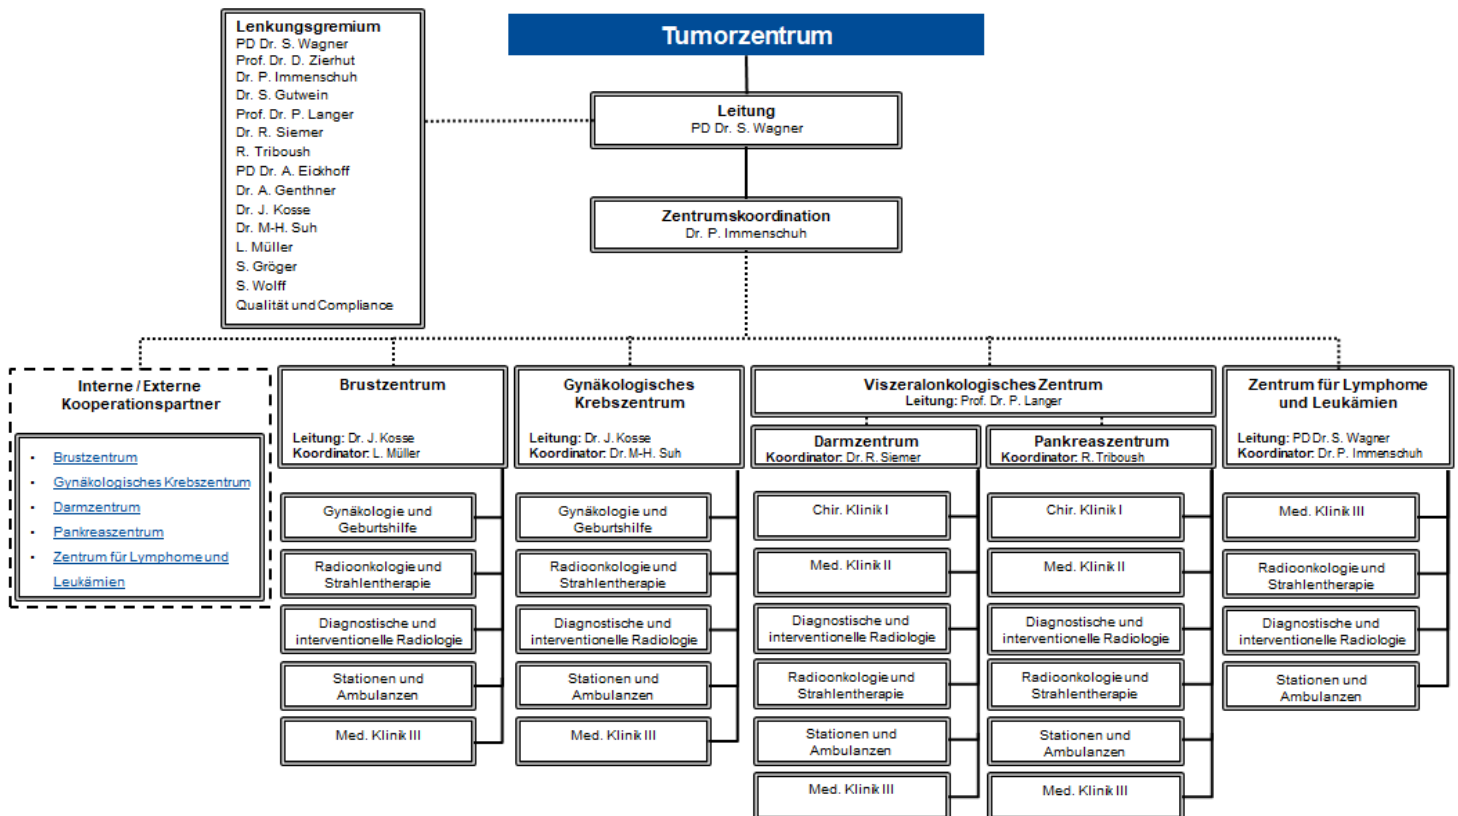 Lenkungsgremium
PD Dr. S. Wagner
Prof. Dr. D. Zierhut
Dr. P. Immenschuh
Dr. S. Gutwein
Prof. Dr. P. Langer
Dr. R. Siemer
R. Triboush
PD Dr. A. Eickhoff
Dr. A. Genthner
Dr. J. Kosse
Dr. M-H. Suh
L. Müller
S. Gröger
S. Wolff
Qualität und Compliance
Tumorzentrum
Leitung
PD Dr. S. Wagner
Zentrumskoordination
Dr. P. Immenschuh
Interne / Externe
Kooperationspartner
▪ Brustzentrum
▪ Gynäkologisches Krebszentrum
▪ Darmzentrum
▪ Pankreaszentrum
▪ Zentrum für Lymphome und
Leukämien
Brustzentrum
Leitung: Dr. J. Kosse
Koordinator: L. Müller
Gynäkologie und
Geburtshilfe
Radioonkologie und
Strahlentherapie
Diagnostische und
interventionelle Radiologie
Stationen und
Ambulanzen
Med. Klinik III
Gynäkologisches
Krebszentrum
Leitung: Dr. J. Kosse
Koordinator: Dr. M-H. Suh
Gynäkologie und
Geburtshilfe
Radioonkologie und
Strahlentherapie
Diagnostische und
interventionelle Radiologie
Stationen und
Ambulanzen
Med. Klinik III
Viszeralonkologisches Zentrum
Leitung: Prof. Dr. P. Langer
Darmzentrum
Koordinator: Dr. R. Siemer
Chir. Klinik I
Med. Klinik II
Diagnostische und
interventionelle Radiologie
Radioonkologie und
Strahlentherapie
Stationen und
Ambulanzen
Med. Klinik III
Pankreaszentrum
Koordinator: R. Triboush
Chir. Klinik I
Med. Klinik II
Diagnostische und
interventionelle Radiologie
Radioonkologie und
Strahlentherapie
Stationen und
Ambulanzen
Med. Klinik III
Zentrum für Lymphome
und Leukämien
Leitung: PD Dr. S. Wagner
Koordinator: Dr. P. Immenschuh
Med. Klinik III
Radioonkologie und
Strahlentherapie
Diagnostische und
interventionelle Radiologie
Stationen und
Ambulanzen